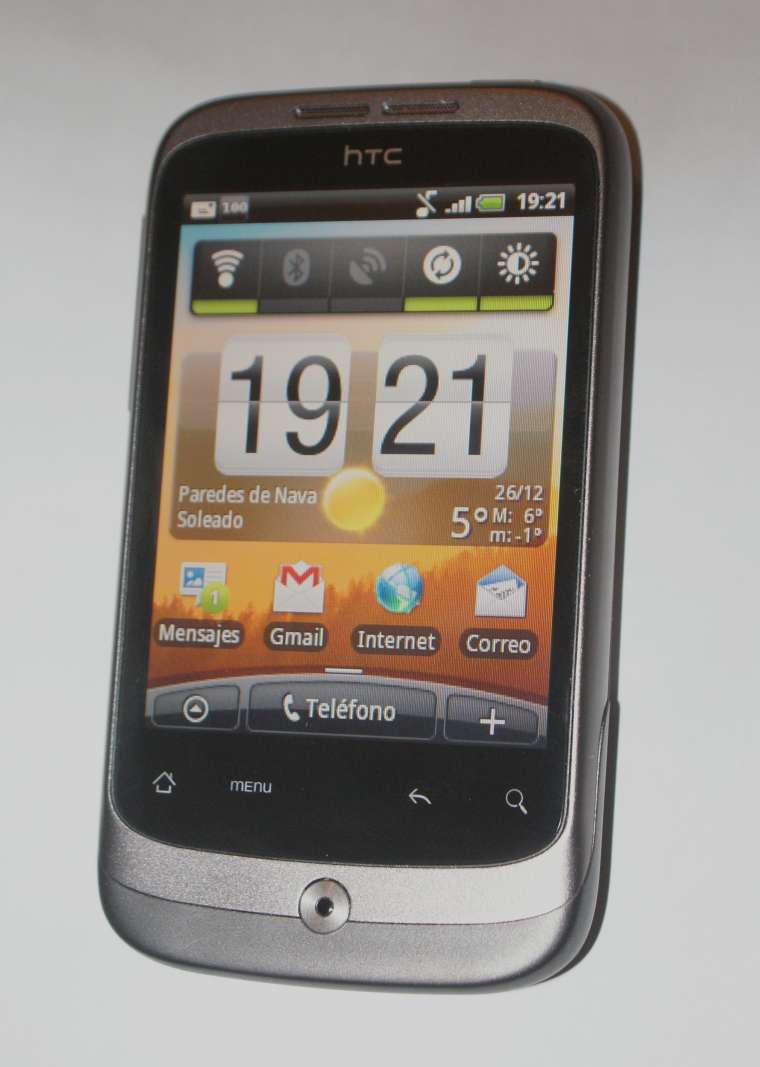 hTC
100 19:21
19 21
Paredes de Nava
Soleado
26/12
5° M: 6°
m: -1°
1
Mensajes Gmail Internet Correo
Teléfono
MENU